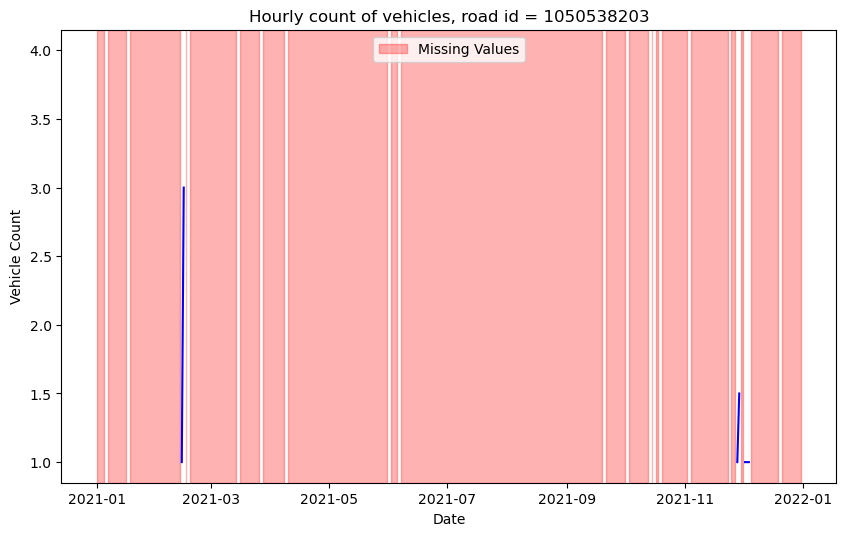 Hourly count of vehicles, road id = 1050538203
Missing Values
Vehicle Count
4.0
3.5
3.0
2.5
2.0
1.5
1.0
2021-01 2021-03 2021-05 2021-07 2021-09 2021-11 2022-01
Date